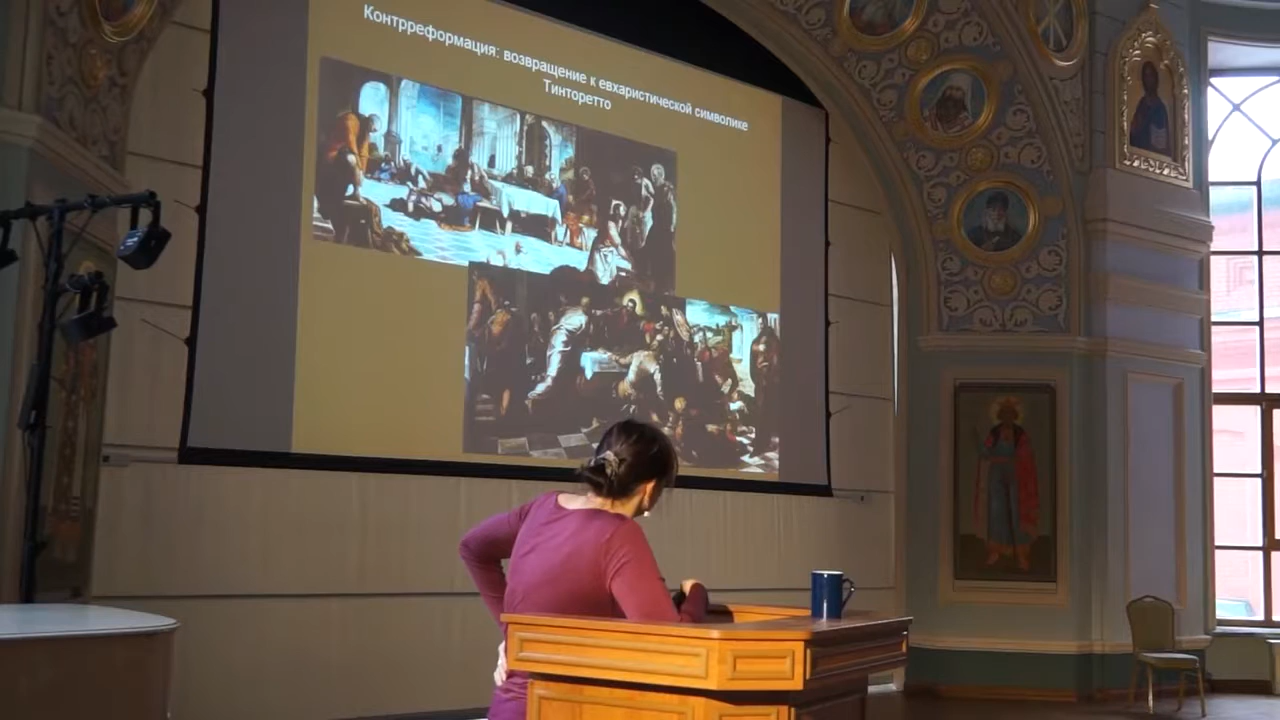 Контрреформация: возвращение к евхаристической символике
Тинторетто